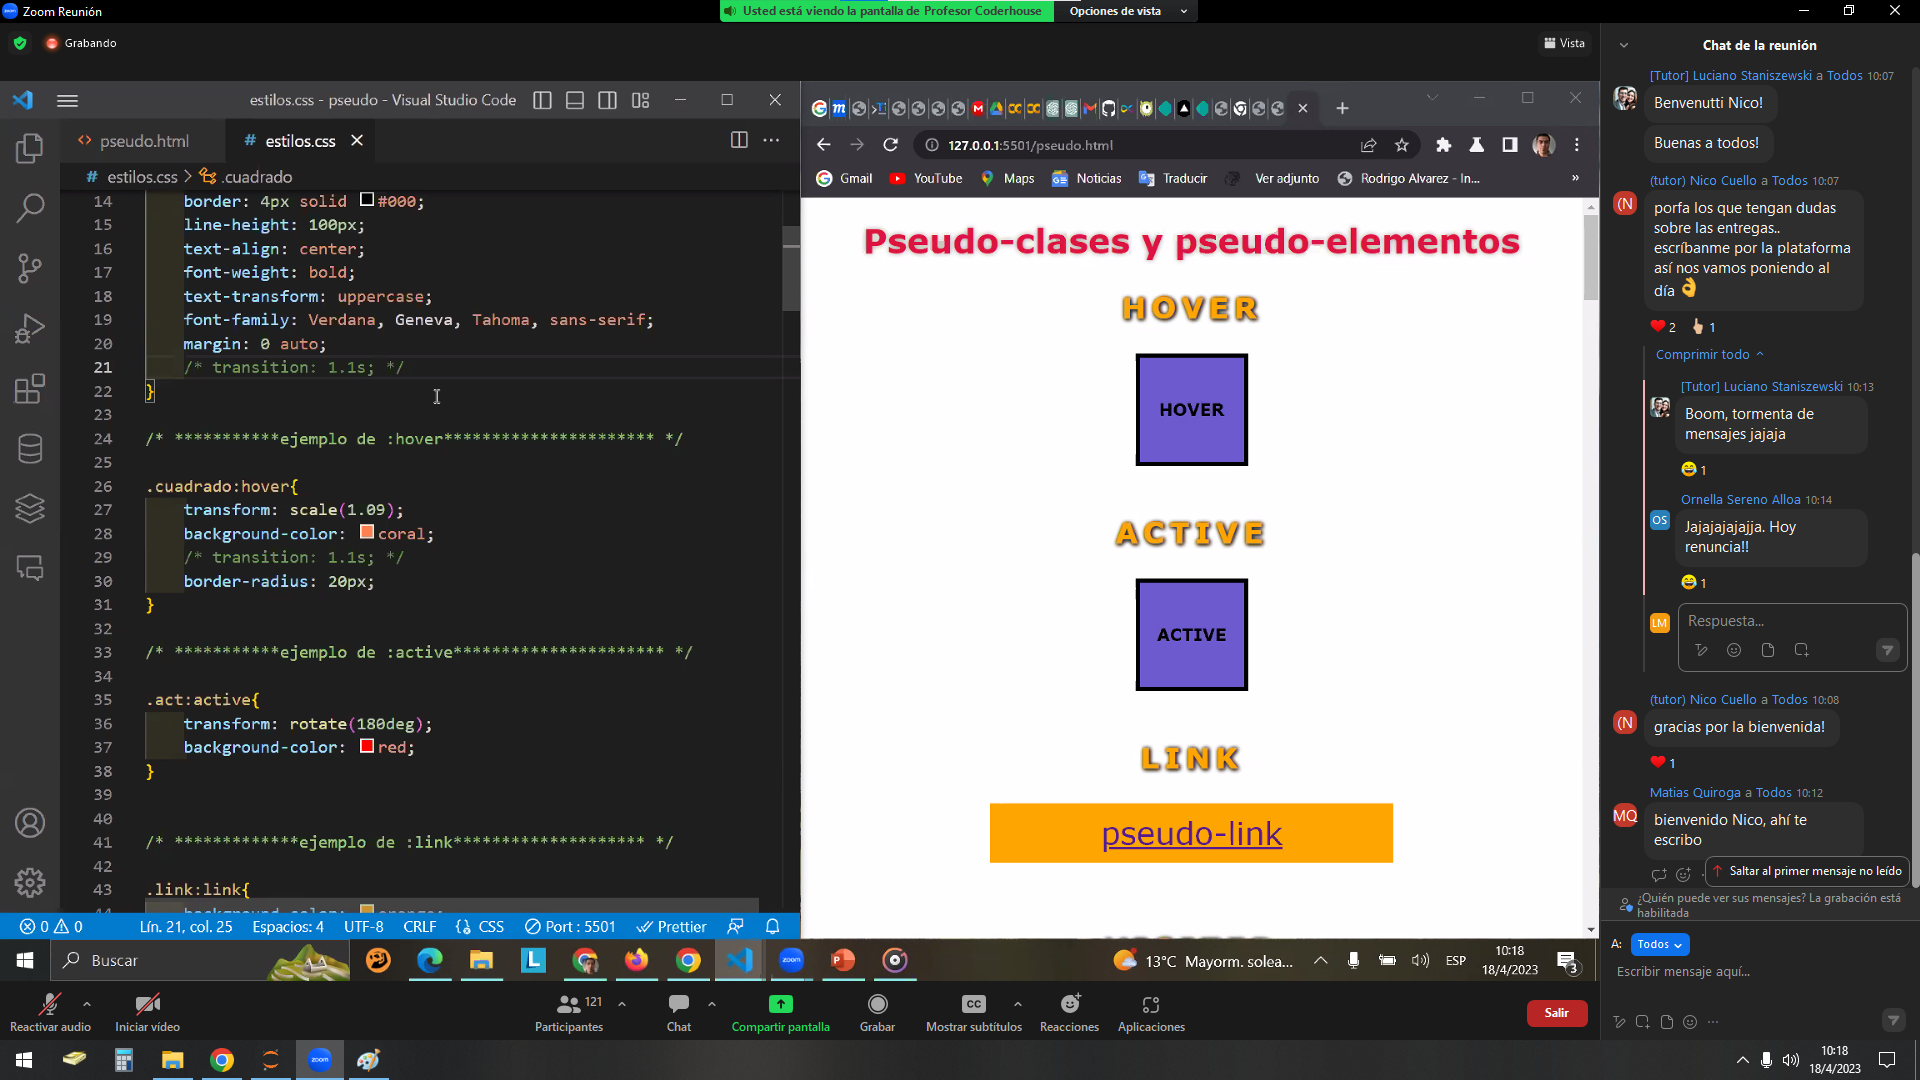 Zoom Reunión
Usted está viendo la pantalla de Profesor Coderhouse
Opciones de vista
Grabando
Vista
estilos.css - pseudo - Visual Studio Code
pseudo.html
# estilos.css
# estilos.css > .cuadrado
14 border: 4px solid #000;
15 line-height: 100px;
16 text-align: center;
17 font-weight: bold;
18 text-transform: uppercase;
19 font-family: Verdana, Geneva, Tahoma, sans-serif;
20 margin: 0 auto;
21 /* transition: 1.1s; */
22 }
23
24 /* ***********ejemplo de :hover********************** */
25
26 .cuadrado:hover{
27 transform: scale(1.09);
28 background-color: coral;
29 /* transition: 1.1s; */
30 border-radius: 20px;
31 }
32
33 /* ***********ejemplo de :active********************** */
34
35 .act:active{
36 transform: rotate(180deg);
37 background-color: red;
38 }
39
40
41 /* *************ejemplo de :link******************** */
42
43 .link:link{
44 background-color: orange;
0 0
Lín. 21, col. 25
Espacios: 4
UTF-8
CRLF
{} CSS
Port : 5501
Prettier
127.0.0.1:5501/pseudo.html
Gmail
YouTube
Maps
Noticias
Traducir
Ver adjunto
Rodrigo Alvarez - In...
»
Pseudo-clases y pseudo-elementos
HOVER
HOVER
ACTIVE
ACTIVE
LINK
pseudo-link
Buscar
13°C Mayorm. solea...
ESP
10:18
18/4/2023
3
Reactivar audio
Iniciar vídeo
121
Participantes
Chat
Compartir pantalla
Grabar
Mostrar subtítulos
Reacciones
Aplicaciones
Salir
Chat de la reunión
[Tutor] Luciano Staniszewski a Todos 10:07
Benvenutti Nico!
Buenas a todos!
(tutor) Nico Cuello a Todos 10:07
(N
porfa los que tengan dudas
sobre las entregas..
escríbanme por la plataforma
así nos vamos poniendo al
día 👌
❤️ 2 👆🏻 1
Comprimir todo
[Tutor] Luciano Staniszewski 10:13
Boom, tormenta de
mensajes jajaja
😂 1
Ornella Sereno Alloa 10:14
OS
Jajajajajajja. Hoy
renuncia!!
😂 1
LM
Respuesta...
(tutor) Nico Cuello a Todos 10:08
(N
gracias por la bienvenida!
❤️ 1
Matias Quiroga a Todos 10:12
MQ
bienvenido Nico, ahí te
escribo
Saltar al primer mensaje no leído
¿Quién puede ver sus mensajes? La grabación está
habilitada
A: Todos
Escribir mensaje aquí...
zoom
10:18
18/4/2023